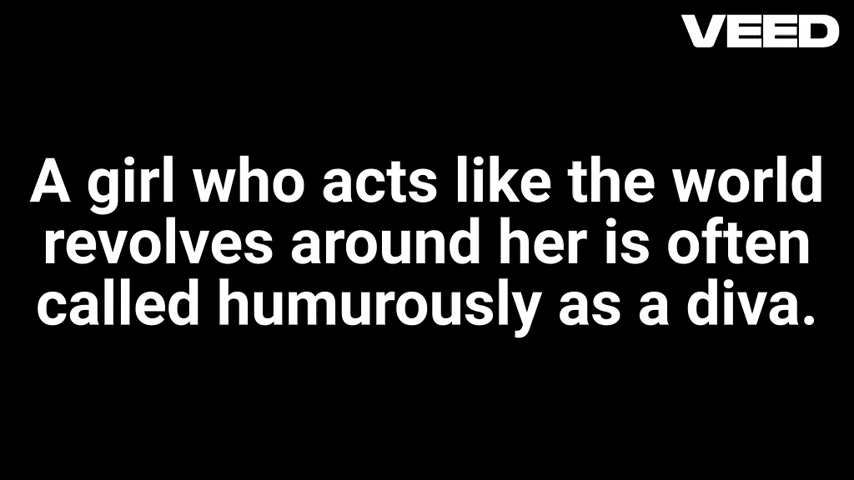 VEED
A girl who acts like the world
revolves around her is often
called humurously as a diva.